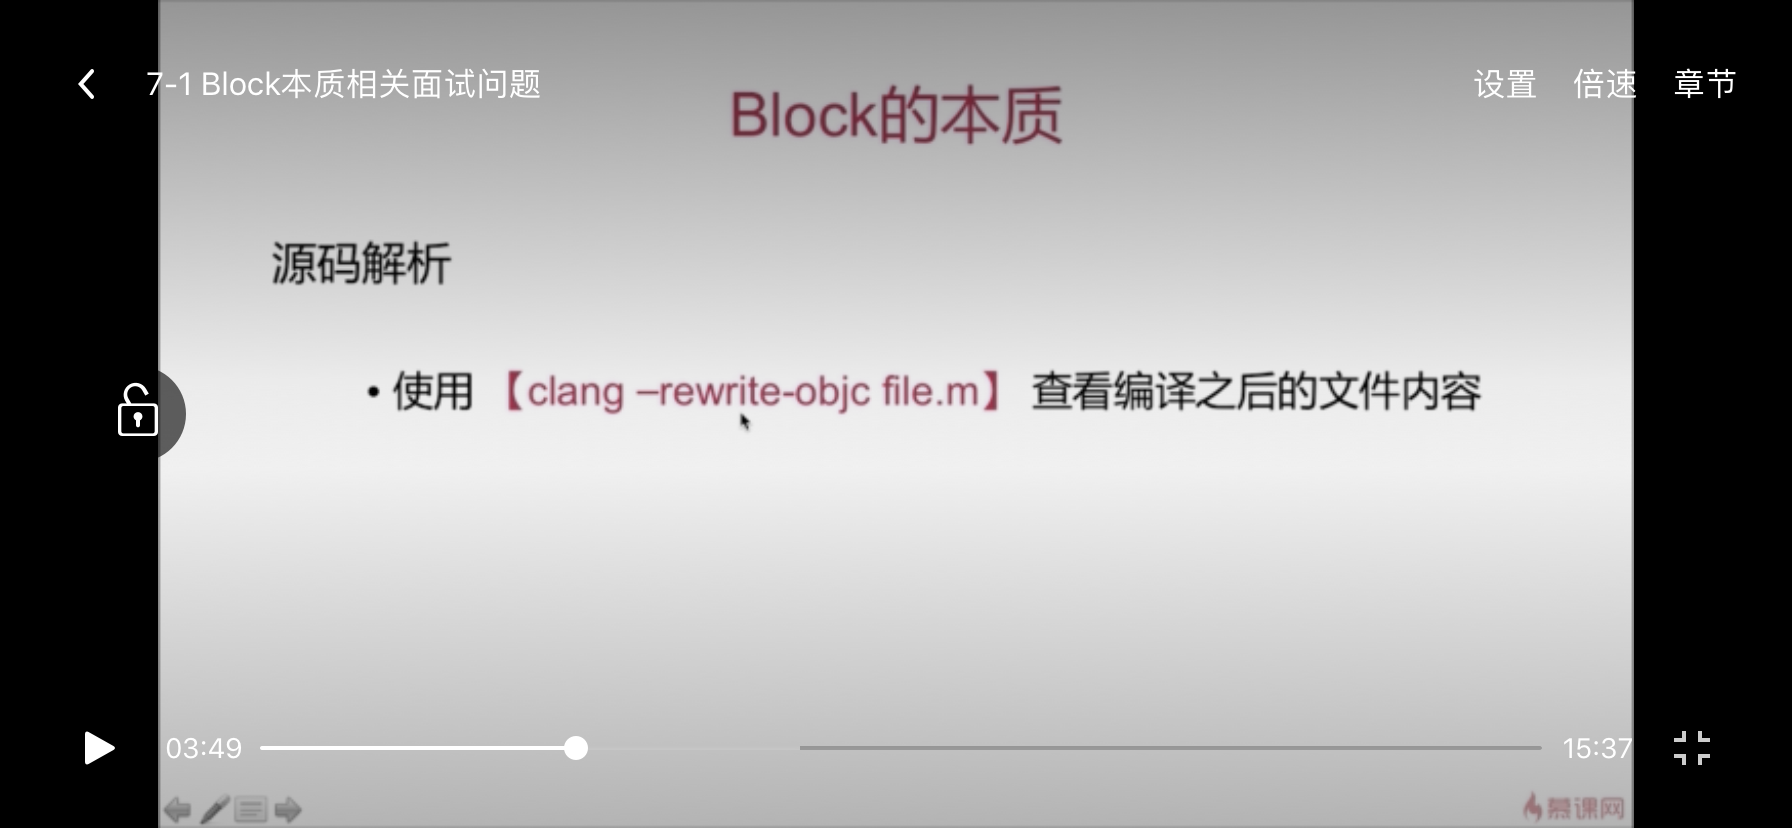 7-1 Block本质相关面试问题
设置 倍速 章节
Block的本质
源码解析
• 使用【clang –rewrite-objc file.m】查看编译之后的文件内容
03:49
15:37
慕课网